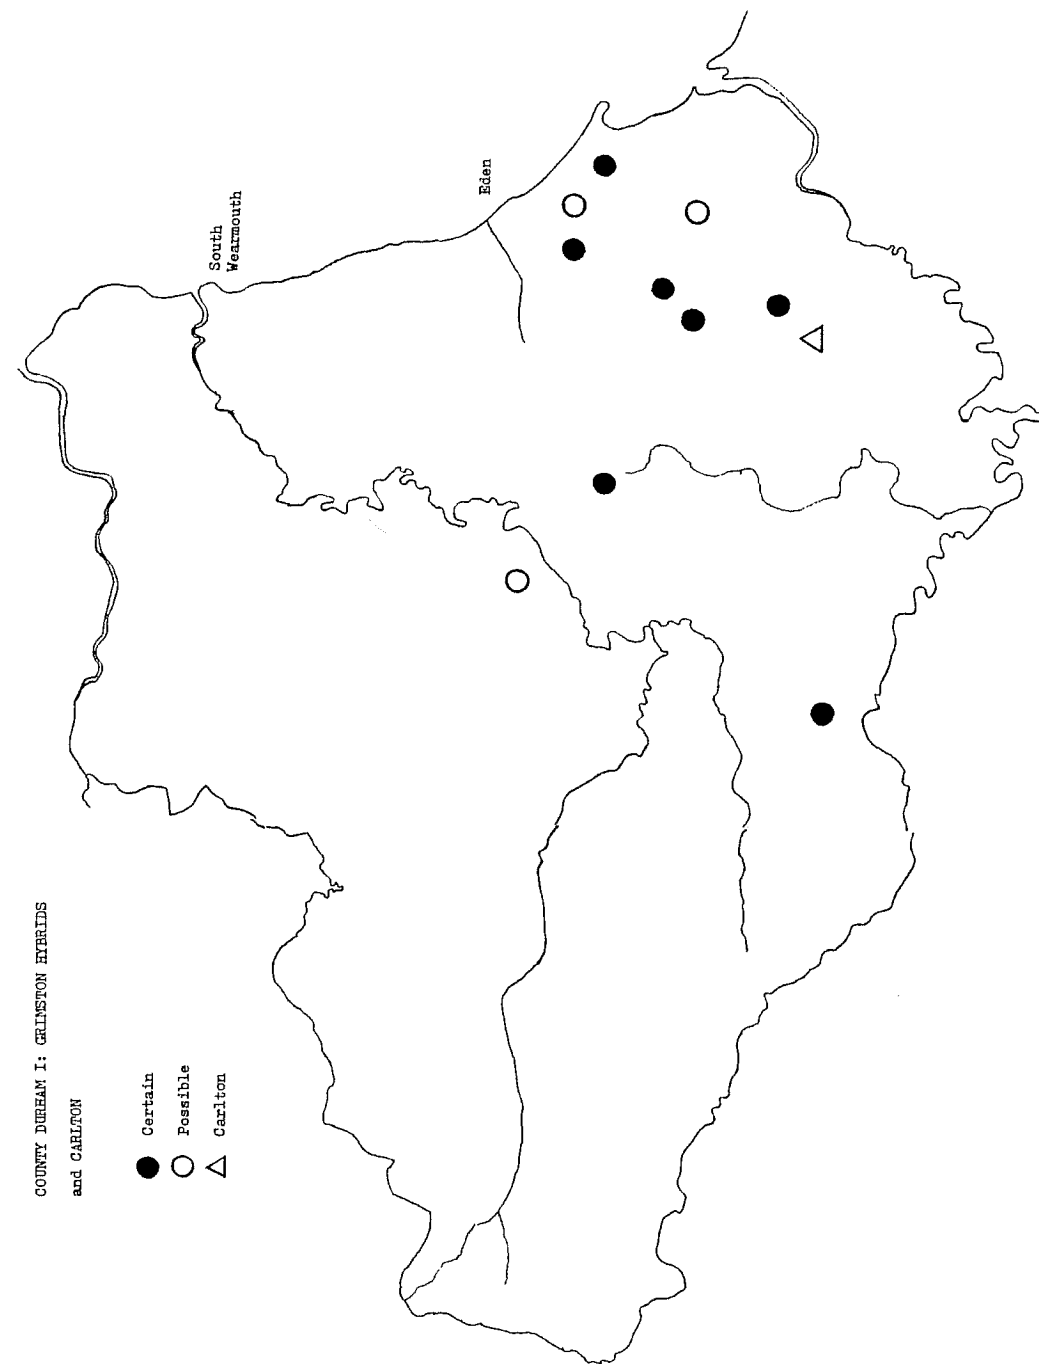 COUNTY DURHAM I: GRIMSTON HYBRIDS
and CARLTON
Certain
Possible
Carlton
South
Wearmouth
Eden